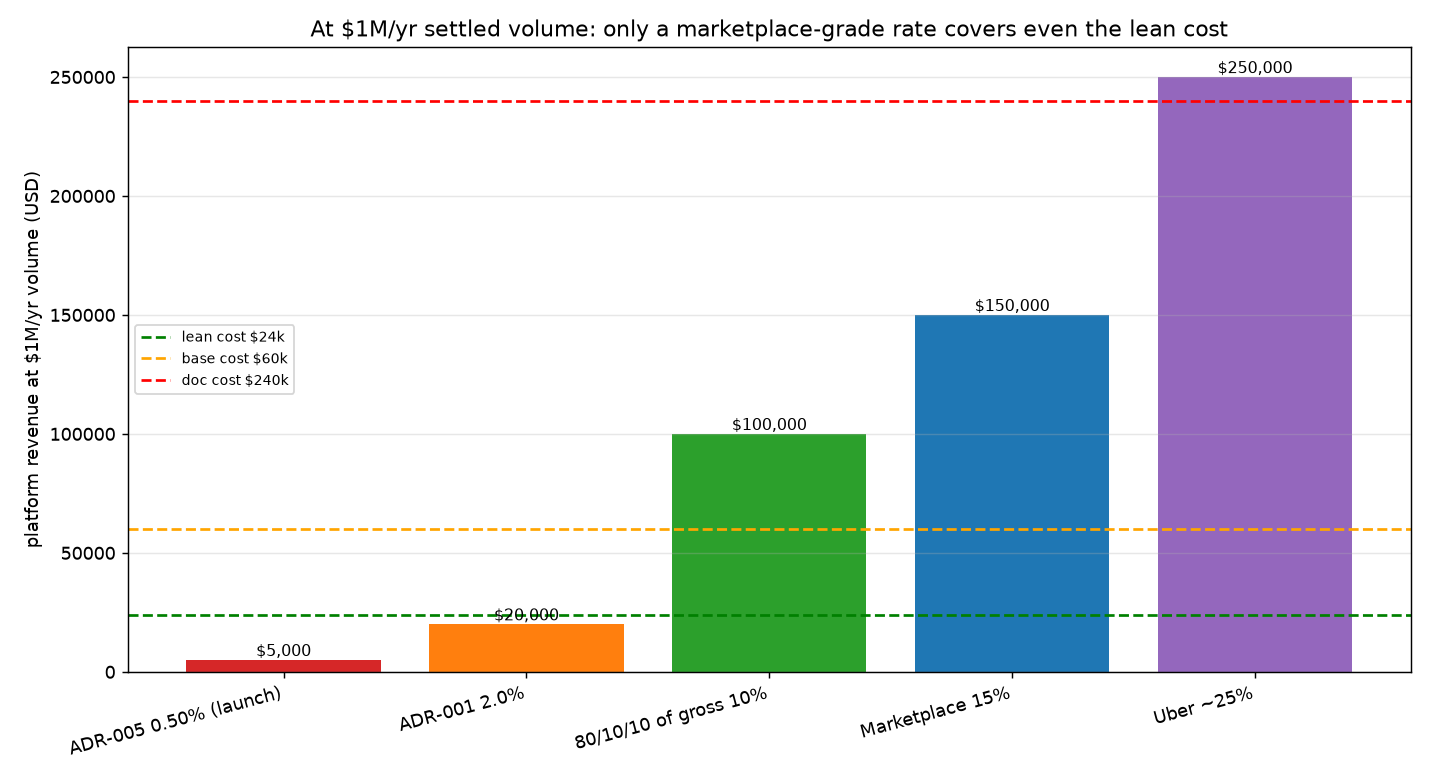 At $1M/yr settled volume: only a marketplace-grade rate covers even the lean cost
platform revenue at $1M/yr volume (USD)
250000
200000
150000
100000
50000
0
$5,000
$20,000
$100,000
$150,000
$250,000
lean cost $24k
base cost $60k
doc cost $240k
ADR-005 0.50% (launch)
ADR-001 2.0%
80/10/10 of gross 10%
Marketplace 15%
Uber ~25%